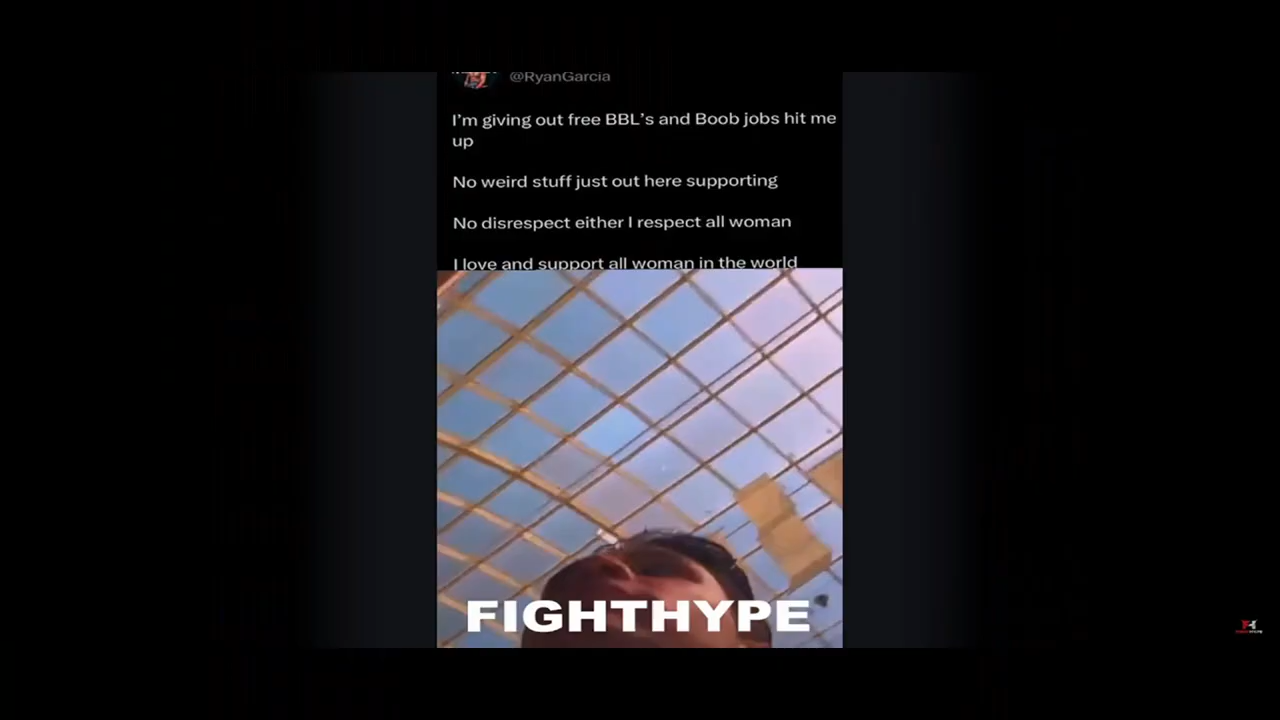 @RyanGarcia
I'm giving out free BBL's and Boob jobs hit me
up
No weird stuff just out here supporting
No disrespect either I respect all woman
I love and support all woman in the world
FIGHTHYPE